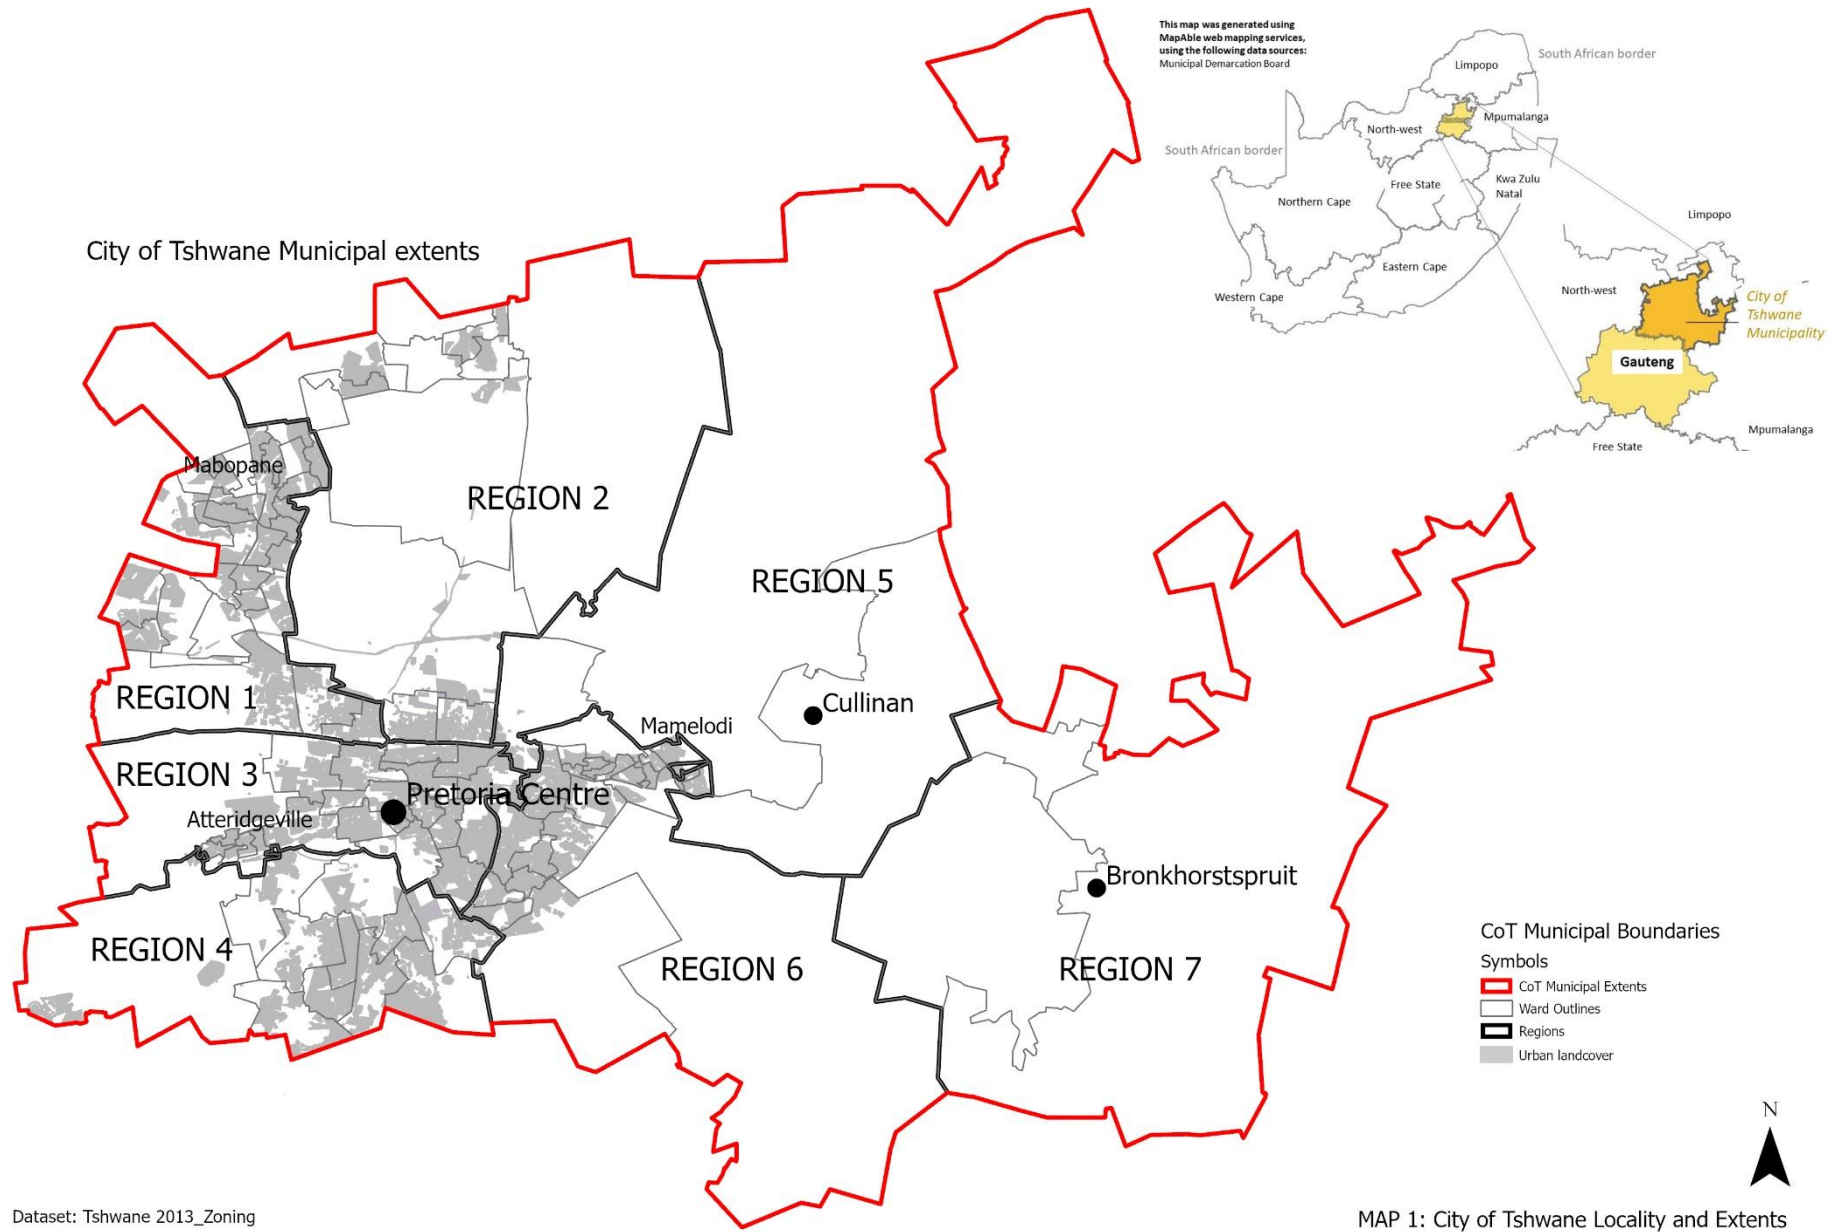 This map was generated using
MapAble web mapping services,
using the following data sources:
Municipal Demarcation Board
South African border
Limpopo
Mpumalanga
North-west
South African border
Free State
Kwa Zulu
Natal
Northern Cape
Eastern Cape
Western Cape
Limpopo
North-west
City of
Tshwane
Municipality
Gauteng
Mpumalanga
Free State
City of Tshwane Municipal extents
Mabopane
REGION 2
REGION 5
REGION 1
Cullinan
Mamelodi
REGION 3
Pretoria Centre
Atteridgeville
Bronkhorstspruit
REGION 4
REGION 6
REGION 7
CoT Municipal Boundaries
Symbols
CoT Municipal Extents
Ward Outlines
Regions
Urban landcover
N
Dataset: Tshwane 2013_Zoning
MAP 1: City of Tshwane Locality and Extents